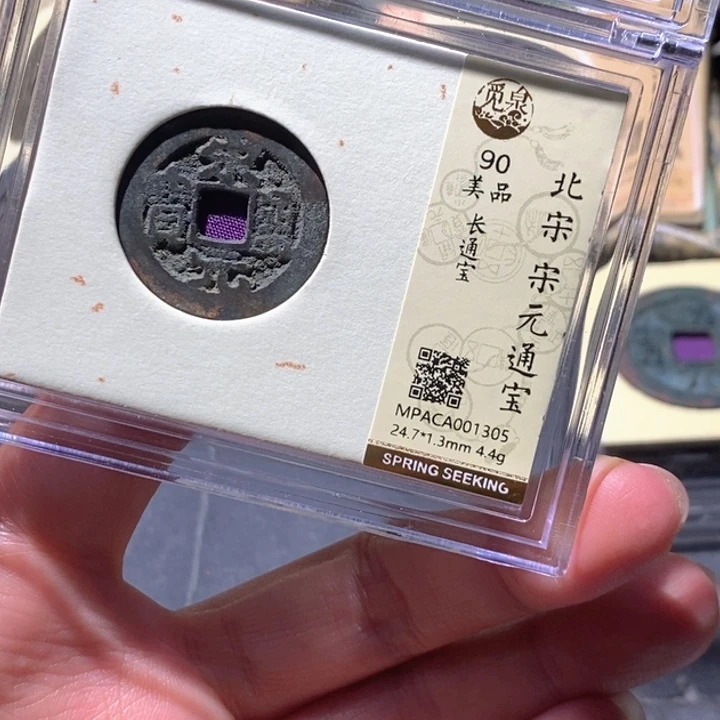 觅泉
90
美品
长通宝
北宋 宋元通宝
MPACA001305
24.7*1.3mm 4.4g
SPRING SEEKING